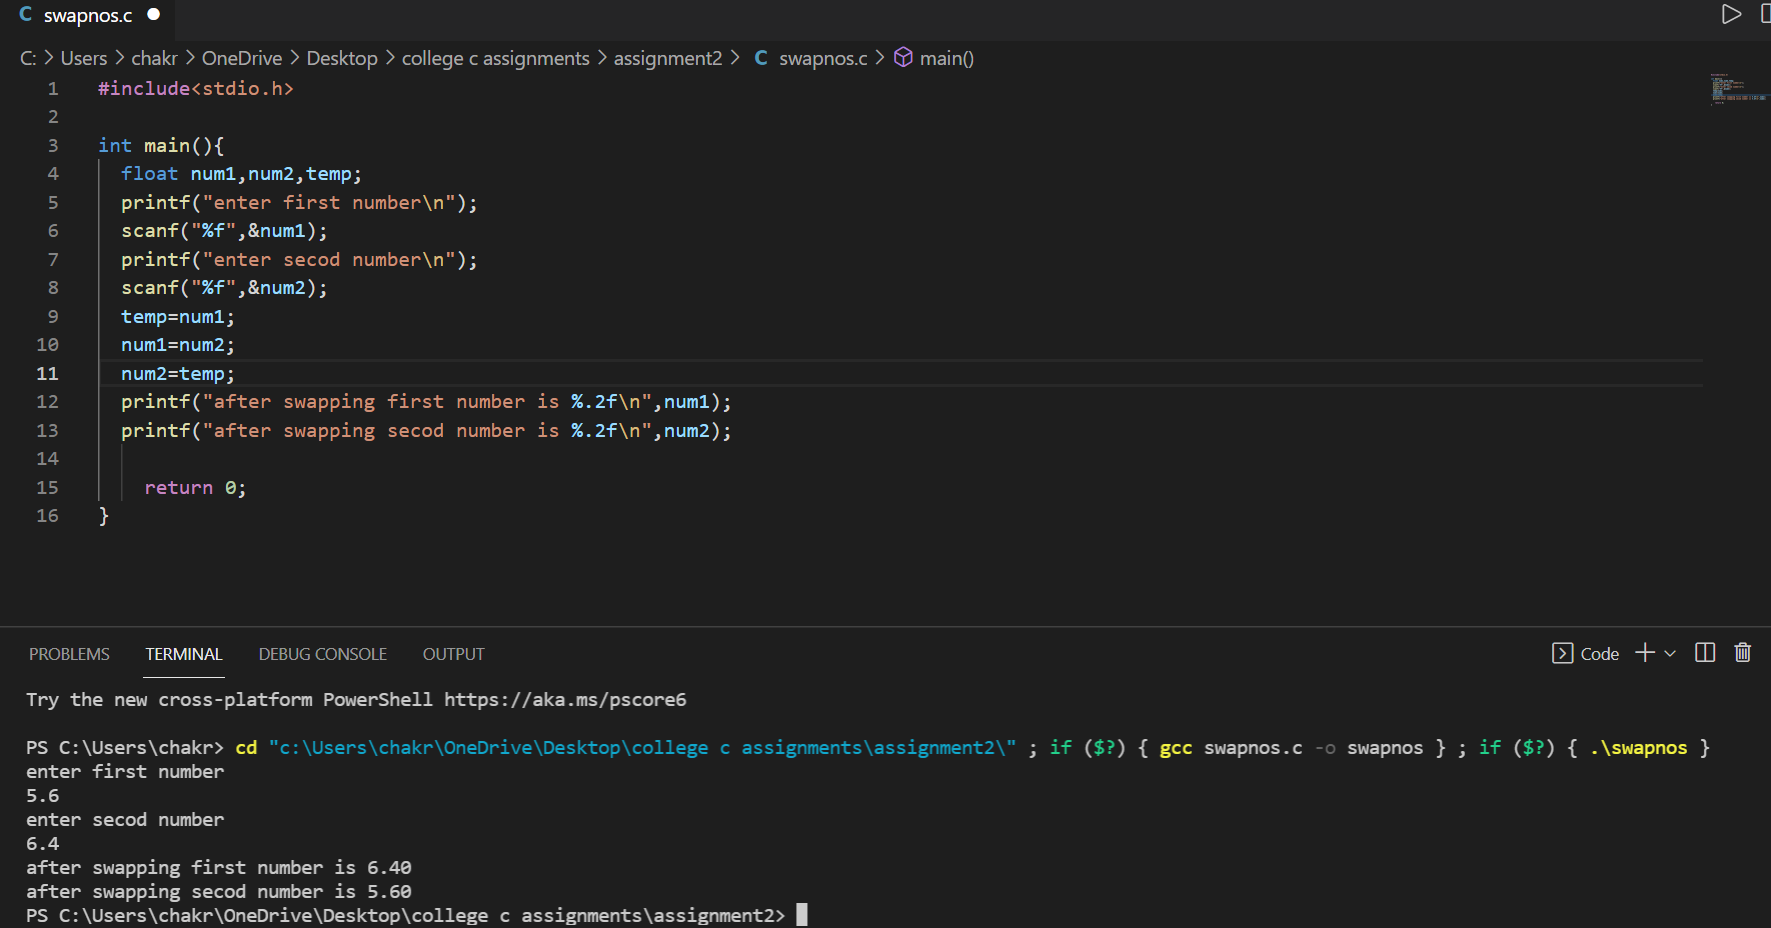 C swapnos.c
C: > Users > chakr > OneDrive > Desktop > college c assignments > assignment2 > C swapnos.c > main()
1 #include<stdio.h>
2
3 int main(){
4 float num1,num2,temp;
5 printf("enter first number\n");
6 scanf("%f",&num1);
7 printf("enter secod number\n");
8 scanf("%f",&num2);
9 temp=num1;
10 num1=num2;
11 num2=temp;
12 printf("after swapping first number is %.2f\n",num1);
13 printf("after swapping secod number is %.2f\n",num2);
14
15 return 0;
16 }
PROBLEMS TERMINAL DEBUG CONSOLE OUTPUT Code
Try the new cross-platform PowerShell https://aka.ms/pscore6
PS C:\Users\chakr> cd "c:\Users\chakr\OneDrive\Desktop\college c assignments\assignment2\" ; if ($?) { gcc swapnos.c -o swapnos } ; if ($?) { .\swapnos }
enter first number
5.6
enter secod number
6.4
after swapping first number is 6.40
after swapping secod number is 5.60
PS C:\Users\chakr\OneDrive\Desktop\college c assignments\assignment2>